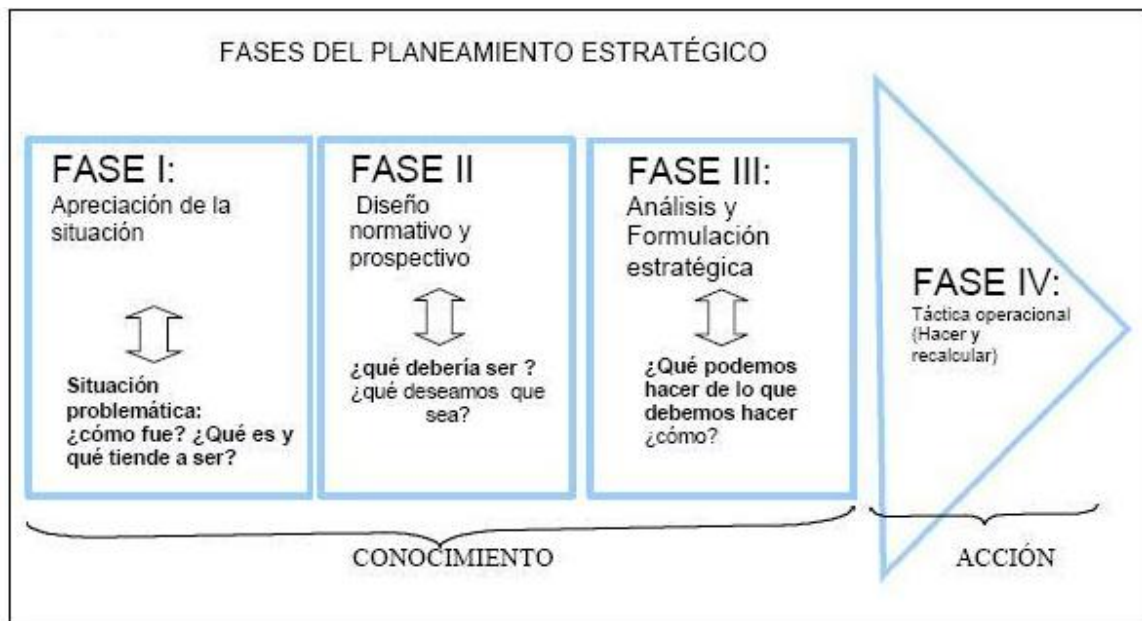 FASES DEL PLANEAMIENTO ESTRATÉGICO
FASE I:
Apreciación de la
situación
Situación
problemática:
¿cómo fue? ¿Qué es y
qué tiende a ser?
FASE II
Diseño
normativo y
prospectivo
¿qué debería ser ?
¿qué deseamos que
sea?
FASE III:
Análisis y
Formulación
estratégica
¿Qué podemos
hacer de lo que
debemos hacer
¿cómo?
FASE IV:
Táctica operacional
(Hacer y
recalcular)
CONOCIMIENTO
ACCIÓN